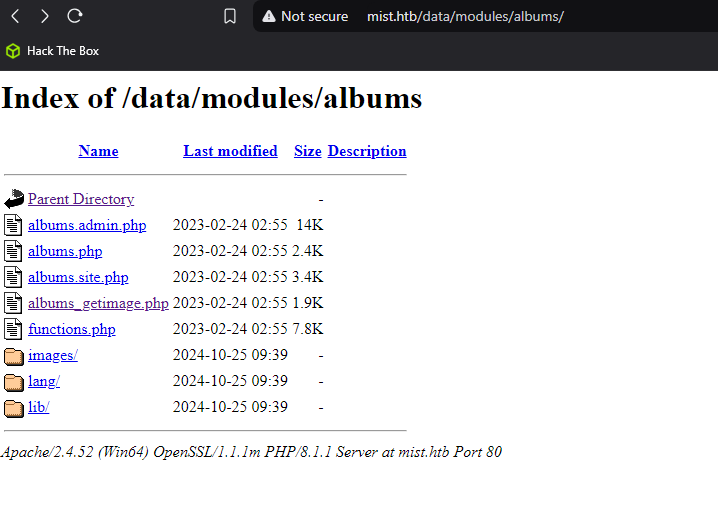 Not secure mist.htb/data/modules/albums/
Hack The Box
Index of /data/modules/albums
Name Last modified Size Description
Parent Directory -
albums.admin.php 2023-02-24 02:55 14K
albums.php 2023-02-24 02:55 2.4K
albums.site.php 2023-02-24 02:55 3.4K
albums_getimage.php 2023-02-24 02:55 1.9K
functions.php 2023-02-24 02:55 7.8K
images/ 2024-10-25 09:39 -
lang/ 2024-10-25 09:39 -
lib/ 2024-10-25 09:39 -
Apache/2.4.52 (Win64) OpenSSL/1.1.1m PHP/8.1.1 Server at mist.htb Port 80